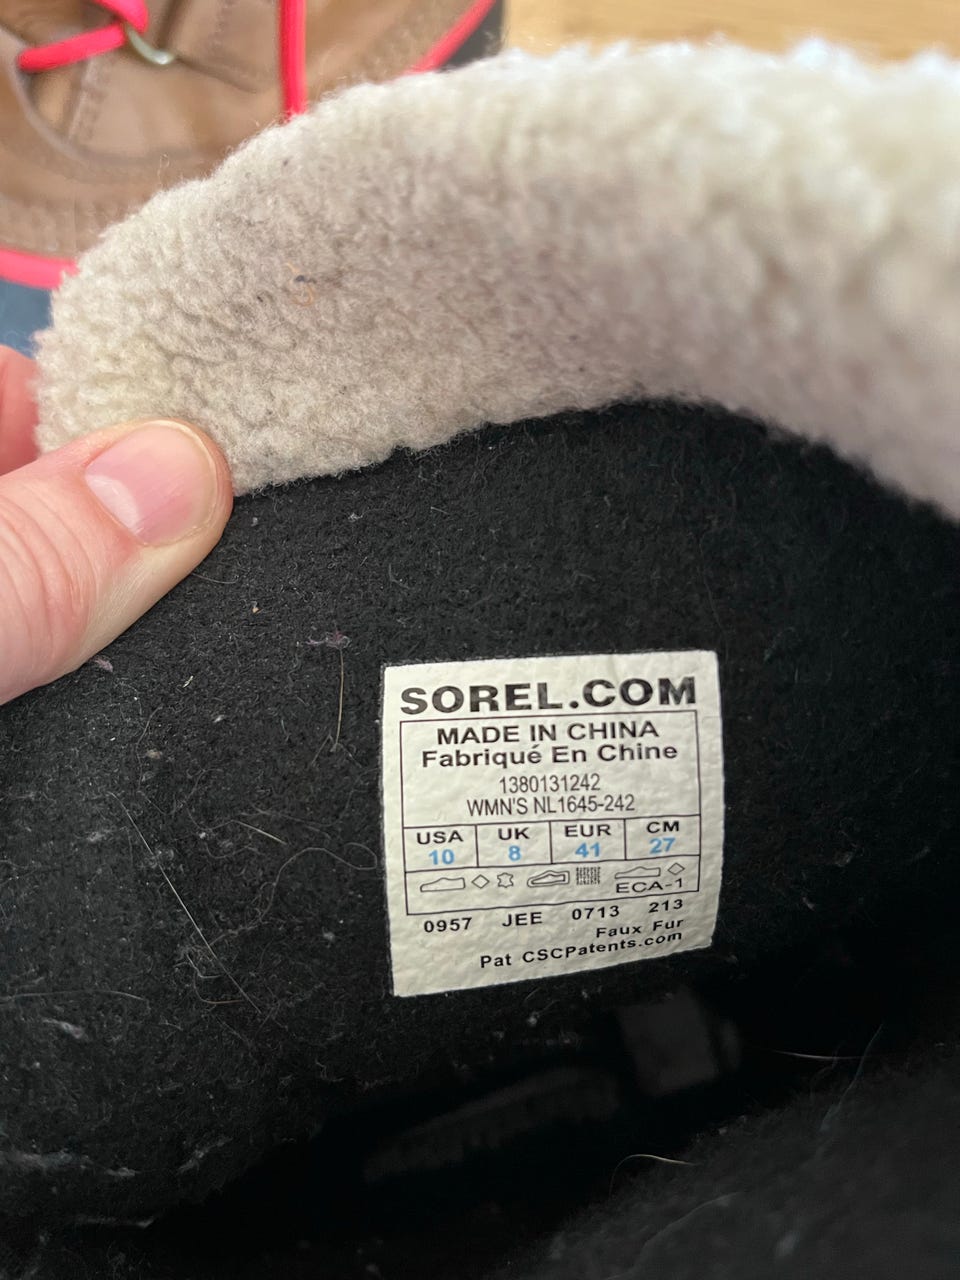 SOREL.COM
MADE IN CHINA
Fabriqué En Chine
1380131242
WMN'S NL1645-242
USA UK EUR CM
10 8 41 27
ECA-1
0957 JEE 0713 213
Faux Fur
Pat CSCPatents.com